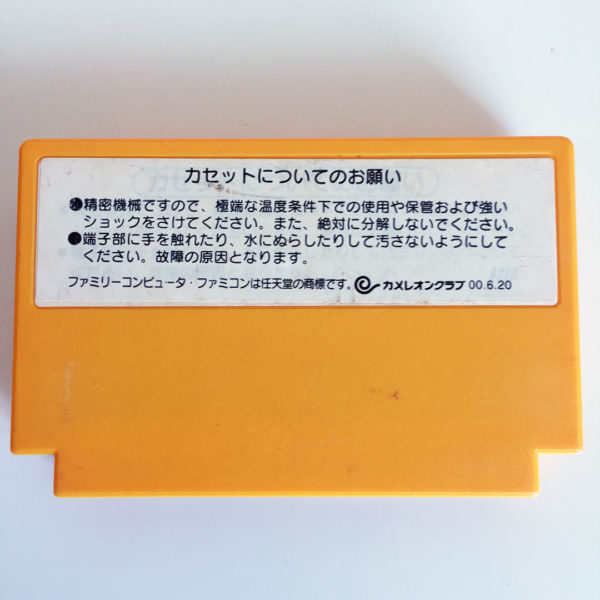 カセットについてのお願い
●精密機械ですので、極端な温度条件下での使用や保管および強い
ショックをさけてください。また、絶対に分解しないでください。
●端子部に手を触れたり、水にぬらしたりして汚さないようにして
ください。故障の原因となります。
ファミリーコンピュータ・ファミコンは任天堂の商標です。 カメレオンクラブ 00.6.20